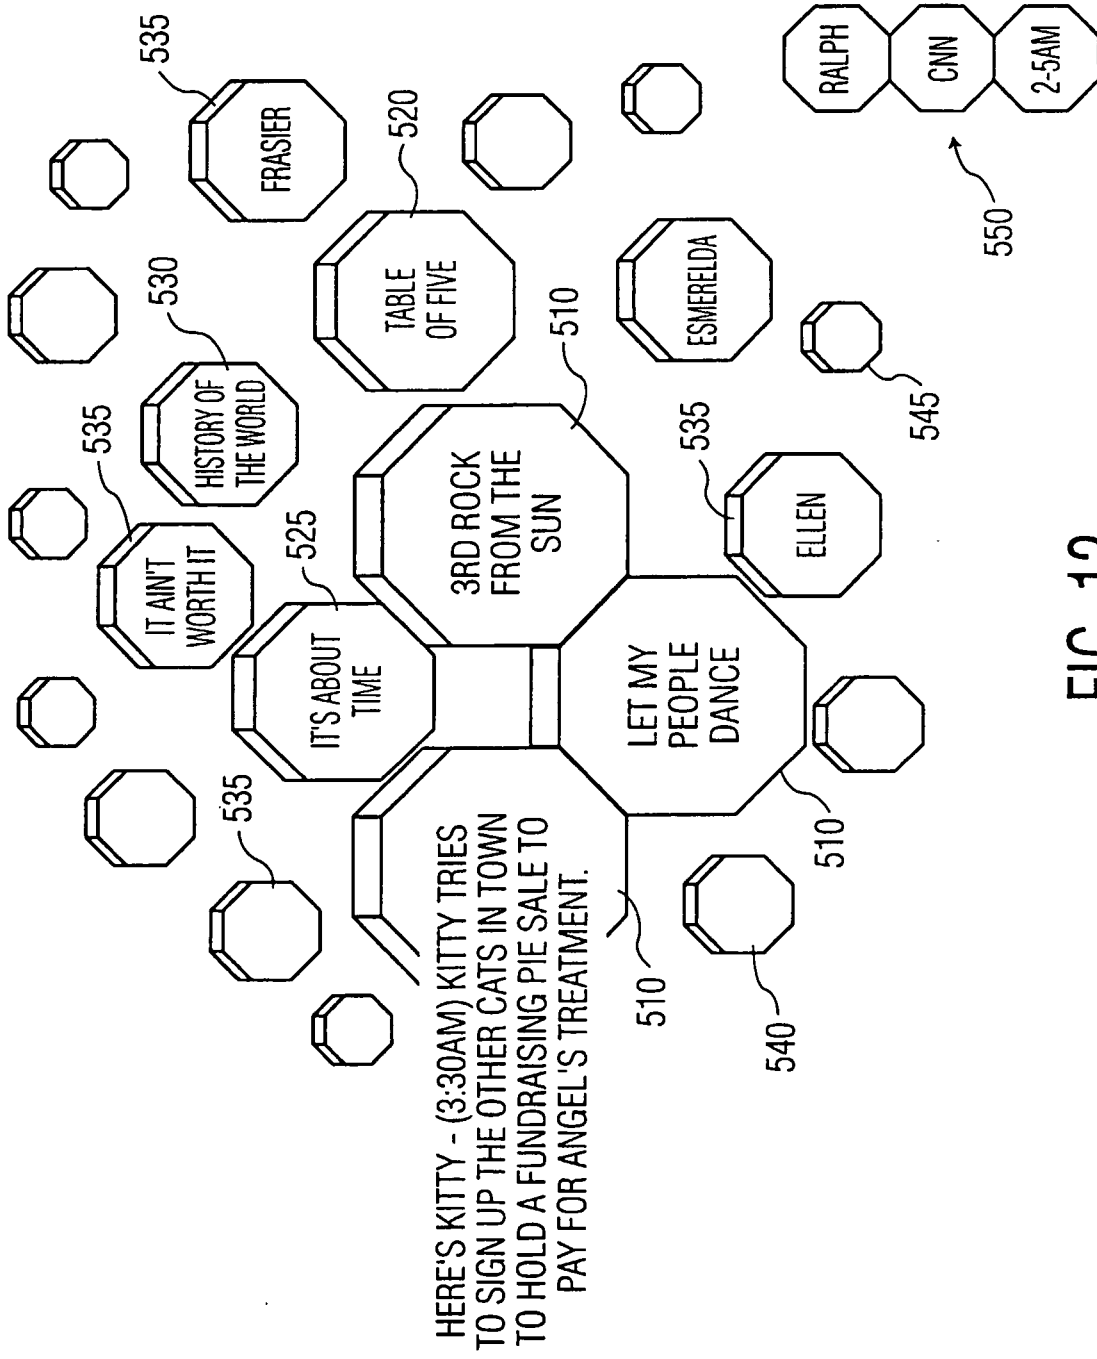 535
535
530
IT AIN'T
WORTH IT
HISTORY OF
THE WORLD
535
FRASIER
525
IT'S ABOUT
TIME
520
TABLE
OF FIVE
HERE'S KITTY - (3:30AM) KITTY TRIES
TO SIGN UP THE OTHER CATS IN TOWN
TO HOLD A FUNDRAISING PIE SALE TO
PAY FOR ANGEL'S TREATMENT.
3RD ROCK
FROM THE
SUN
510
510
LET MY
PEOPLE
DANCE
535
ESMERELDA
540
ELLEN
510
RALPH
545
CNN
550
2-5AM
FIG.